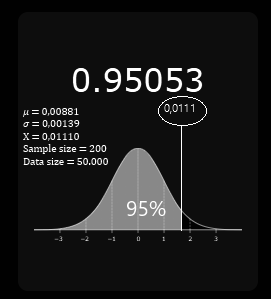 0.95053
0,0111
μ = 0,00881
σ = 0,00139
X = 0,01110
Sample size = 200
Data size = 50.000
95%
−3 −2 −1 0 1 2 3